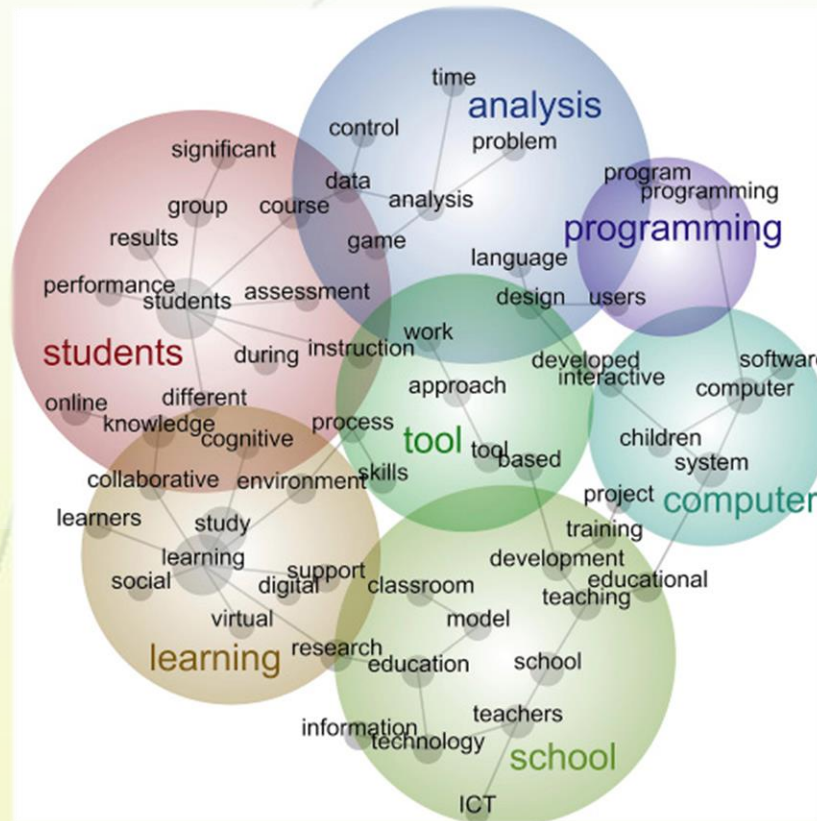 time
analysis
control
problem
significant
data
program
programming
analysis
group
course
programming
results
game
language
performance
students
assessment
design
users
work
students
during
instruction
developed
software
interactive
approach
computer
different
online
knowledge
process
cognitive
tool
children
tool
based
system
skills
collaborative
environment
project
computer
learners
study
training
learning
development
support
social
digital
classroom
educational
teaching
virtual
model
research
learning
education
school
teachers
information
technology
school
ICT